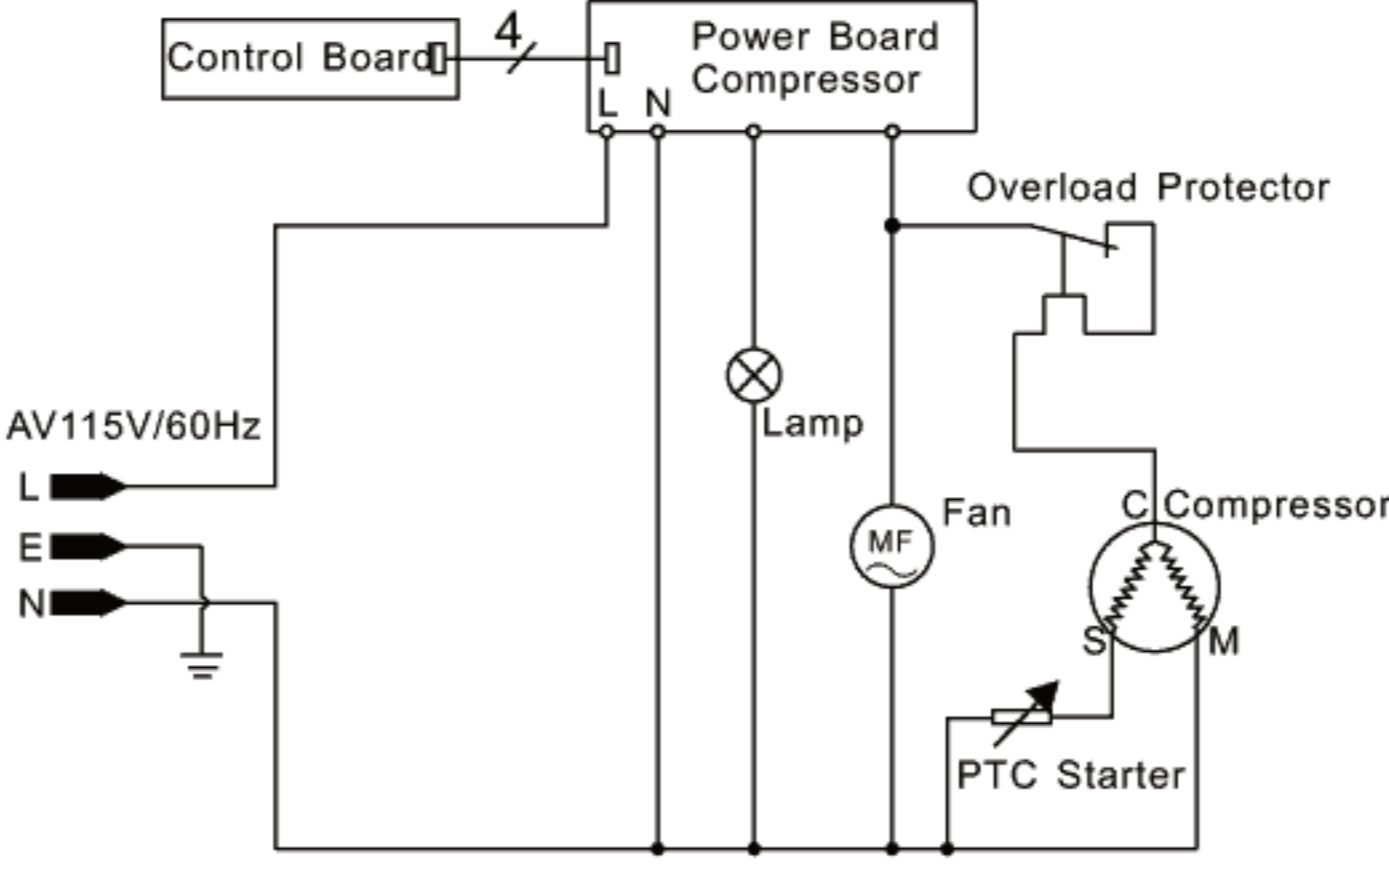 Control Board
4
Power Board
Compressor
L N
Overload Protector
AV115V/60Hz
Lamp
L
C Compressor
Fan
E
MF
N
S
M
PTC Starter